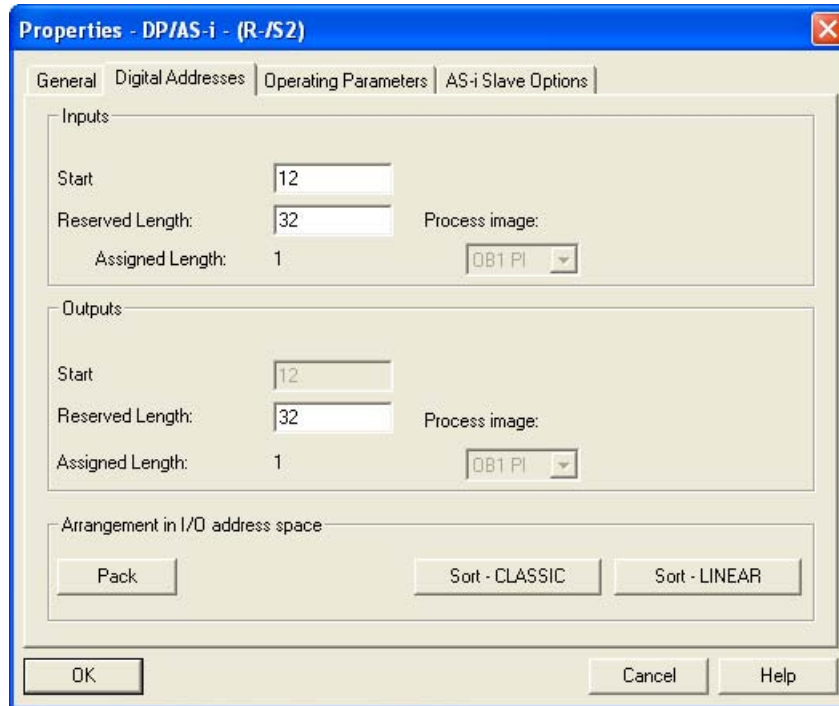 Properties - DP/AS-i - (R-/S2)
General Digital Addresses Operating Parameters AS-i Slave Options
Inputs
Start 12
Reserved Length: 32 Process image:
Assigned Length: 1 OB1 PI
Outputs
Start 12
Reserved Length: 32 Process image:
Assigned Length: 1 OB1 PI
Arrangement in I/O address space
Pack Sort - CLASSIC Sort - LINEAR
OK Cancel Help